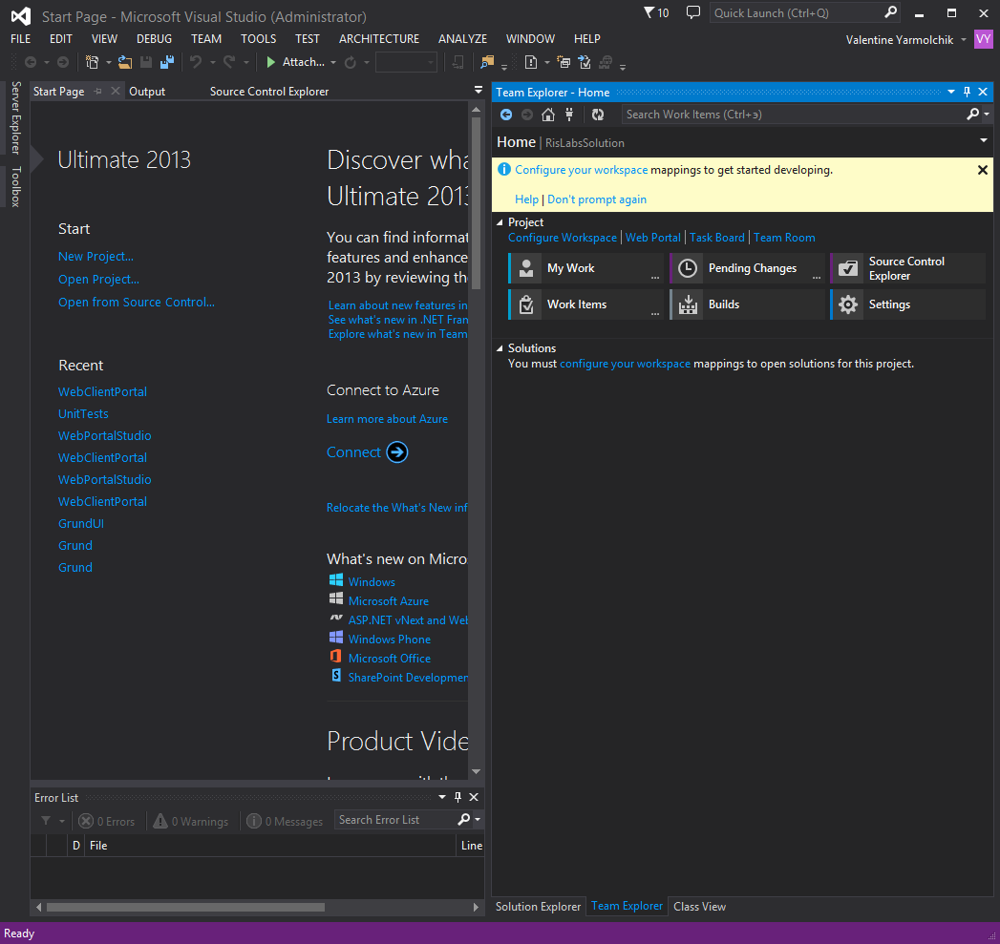 Start Page - Microsoft Visual Studio (Administrator)
10
Quick Launch (Ctrl+Q)
FILE EDIT VIEW DEBUG TEAM TOOLS TEST ARCHITECTURE ANALYZE WINDOW HELP
Valentine Yarmolchik
VY
Attach...
Server Explorer
Toolbox
Start Page
Output
Source Control Explorer
Ultimate 2013
Start
New Project...
Open Project...
Open from Source Control...
Recent
WebClientPortal
UnitTests
WebPortalStudio
WebClientPortal
WebPortalStudio
WebClientPortal
GrundUI
Grund
Grund
Discover wha
Ultimate 2013
You can find informat
features and enhance
2013 by reviewing the
Learn about new features in
See what's new in .NET Fran
Explore what's new in Team
Connect to Azure
Learn more about Azure
Connect
Relocate the What's New inf
What's new on Micro
Windows
Microsoft Azure
ASP.NET vNext and Web
Windows Phone
Microsoft Office
SharePoint Developmen
Product Vide
Error List
0 Errors
0 Warnings
0 Messages
Search Error List
D
File
Line
Team Explorer - Home
Search Work Items (Ctrl+э)
Home | RisLabsSolution
Configure your workspace mappings to get started developing.
Help | Don't prompt again
Project
Configure Workspace | Web Portal | Task Board | Team Room
My Work ...
Pending Changes ...
Source Control
Explorer
Work Items ...
Builds
Settings
Solutions
You must configure your workspace mappings to open solutions for this project.
Solution Explorer
Team Explorer
Class View
Ready